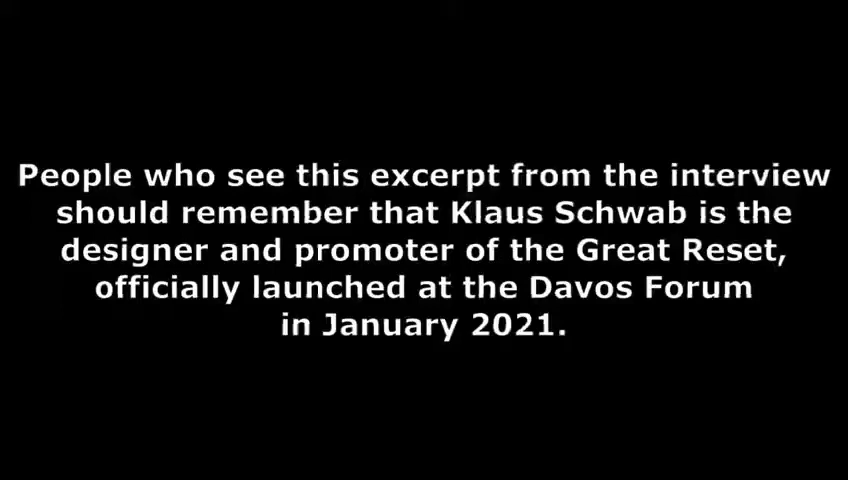 People who see this excerpt from the interview
should remember that Klaus Schwab is the
designer and promoter of the Great Reset,
officially launched at the Davos Forum
in January 2021.